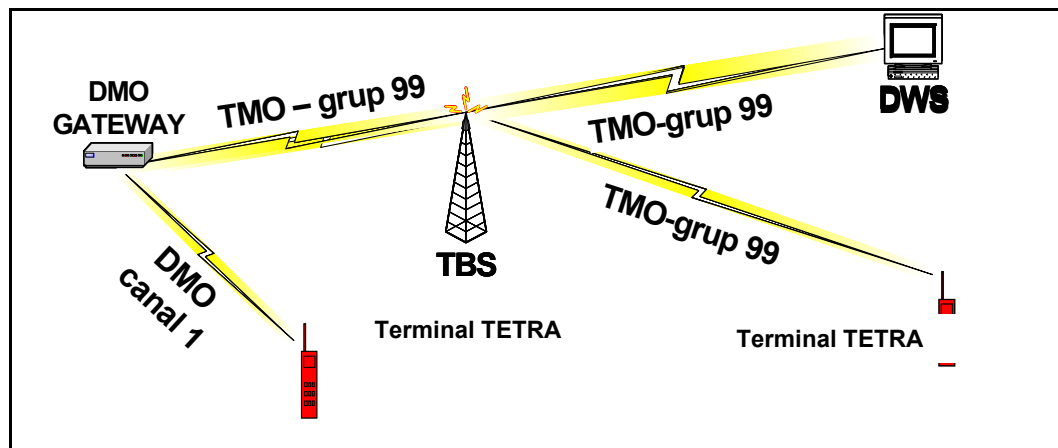 DMO
GATEWAY
TMO – grup 99
DWS
TMO-grup 99
TMO-grup 99
TBS
DMO
canal 1
Terminal TETRA
Terminal TETRA